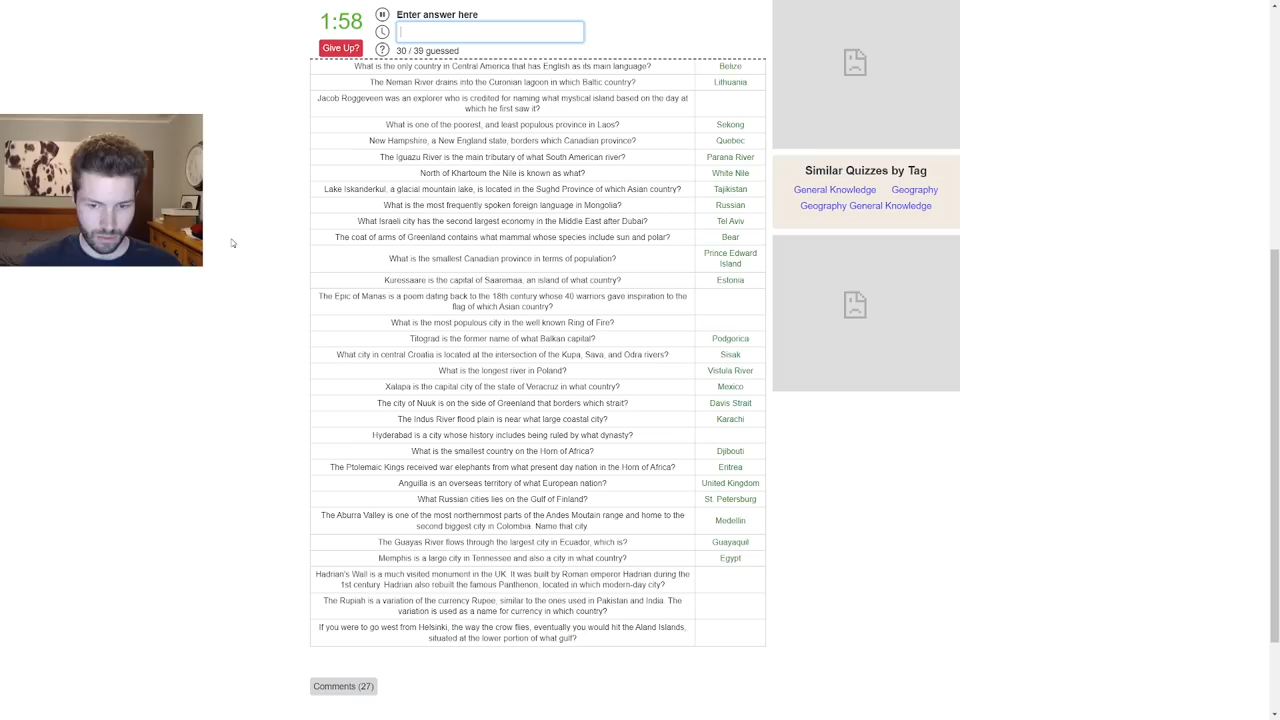 1:58
Enter answer here
Give Up?
30 / 39 guessed
What is the only country in Central America that has English as its main language? Belize
The Neman River drains into the Curonian lagoon in which Baltic country? Lithuania
Jacob Roggeveen was an explorer who is credited for naming what mystical island based on the day at
which he first saw it?
What is one of the poorest, and least populous province in Laos? Sekong
New Hampshire, a New England state, borders which Canadian province? Quebec
The Iguazu River is the main tributary of what South American river? Parana River
North of Khartoum the Nile is known as what? White Nile
Lake Iskanderkul, a glacial mountain lake, is located in the Sughd Province of which Asian country? Tajikistan
What is the most frequently spoken foreign language in Mongolia? Russian
What Israeli city has the second largest economy in the Middle East after Dubai? Tel Aviv
The coat of arms of Greenland contains what mammal whose species include sun and polar? Bear
What is the smallest Canadian province in terms of population? Prince Edward
Island
Kuressaare is the capital of Saaremaa, an island of what country? Estonia
The Epic of Manas is a poem dating back to the 18th century whose 40 warriors gave inspiration to the
flag of which Asian country?
What is the most populous city in the well known Ring of Fire?
Titograd is the former name of what Balkan capital? Podgorica
What city in central Croatia is located at the intersection of the Kupa, Sava, and Odra rivers? Sisak
What is the longest river in Poland? Vistula River
Xalapa is the capital city of the state of Veracruz in what country? Mexico
The city of Nuuk is on the side of Greenland that borders which strait? Davis Strait
The Indus River flood plain is near what large coastal city? Karachi
Hyderabad is a city whose history includes being ruled by what dynasty?
What is the smallest country on the Horn of Africa? Djibouti
The Ptolemaic Kings received war elephants from what present day nation in the Horn of Africa? Eritrea
Anguilla is an overseas territory of what European nation? United Kingdom
What Russian cities lies on the Gulf of Finland? St. Petersburg
The Aburra Valley is one of the most northernmost parts of the Andes Moutain range and home to the
second biggest city in Colombia. Name that city. Medellin
The Guayas River flows through the largest city in Ecuador, which is? Guayaquil
Memphis is a large city in Tennessee and also a city in what country? Egypt
Hadrian's Wall is a much visited monument in the UK. It was built by Roman emperor Hadrian during the
1st century. Hadrian also rebuilt the famous Panthenon, located in which modern-day city?
The Rupiah is a variation of the currency Rupee, similar to the ones used in Pakistan and India. The
variation is used as a name for currency in which country?
If you were to go west from Helsinki, the way the crow flies, eventually you would hit the Aland Islands,
situated at the lower portion of what gulf?
Comments (27)
Similar Quizzes by Tag
General Knowledge Geography
Geography General Knowledge